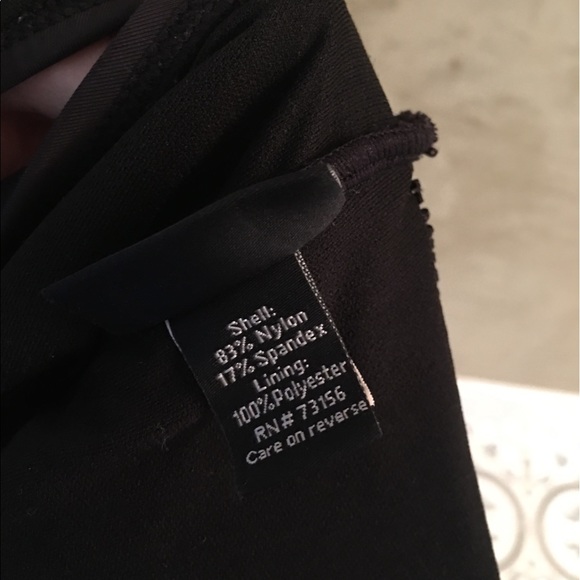 Shell:
83% Nylon
17% Spandex
Lining:
100%Polyester
RN# 73156
Care on reverse